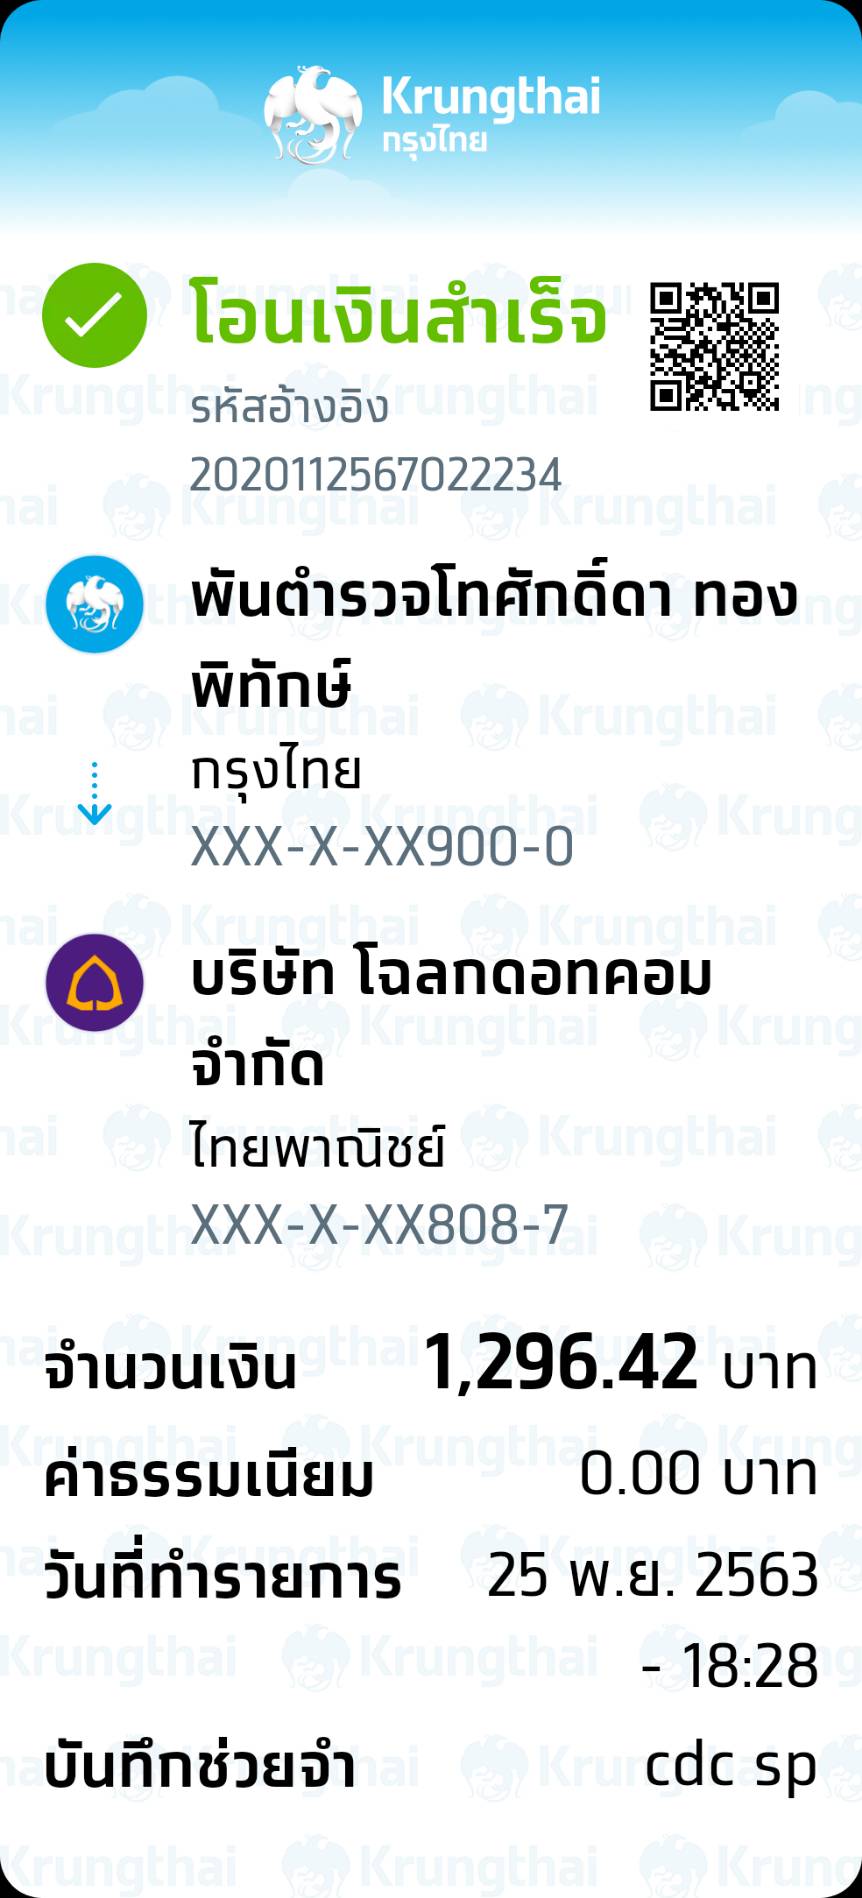 Krungthai
กรุงไทย
โอนเงินสำเร็จ
รหัสอ้างอิง
2020112567022234
พันตำรวจโทศักดิ์ดา ทอง
พิทักษ์
กรุงไทย
XXX-X-XX900-0
บริษัท โฉลกดอทคอม
จำกัด
ไทยพาณิชย์
XXX-X-XX808-7
จำนวนเงิน 1,296.42 บาท
ค่าธรรมเนียม 0.00 บาท
วันที่ทำรายการ 25 พ.ย. 2563
- 18:28
บันทึกช่วยจำ cdc sp